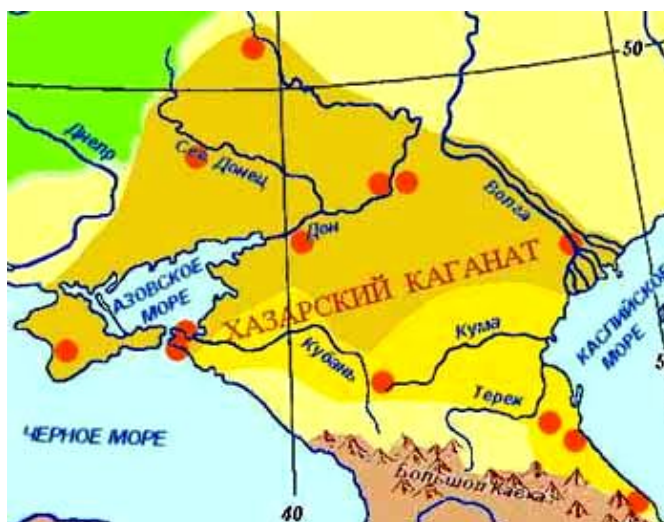 50
Днепр
Сев. Донец
Волга
Дон
АЗОВСКОЕ
МОРЕ
ХАЗАРСКИЙ КАГАНАТ
КАСПИЙСКОЕ
МОРЕ
Кума
Кубань
Терек
ЧЕРНОЕ МОРЕ
Большой Кавказ
40